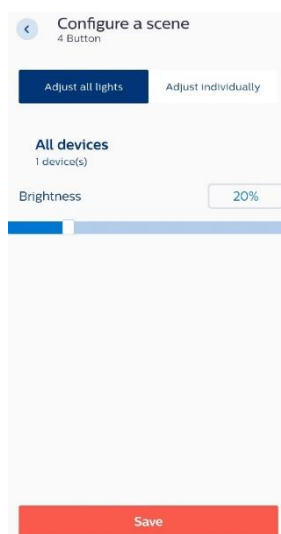 Configure a scene
4 Button
Adjust all lights Adjust individually
All devices
1 device(s)
Brightness 20%
Save